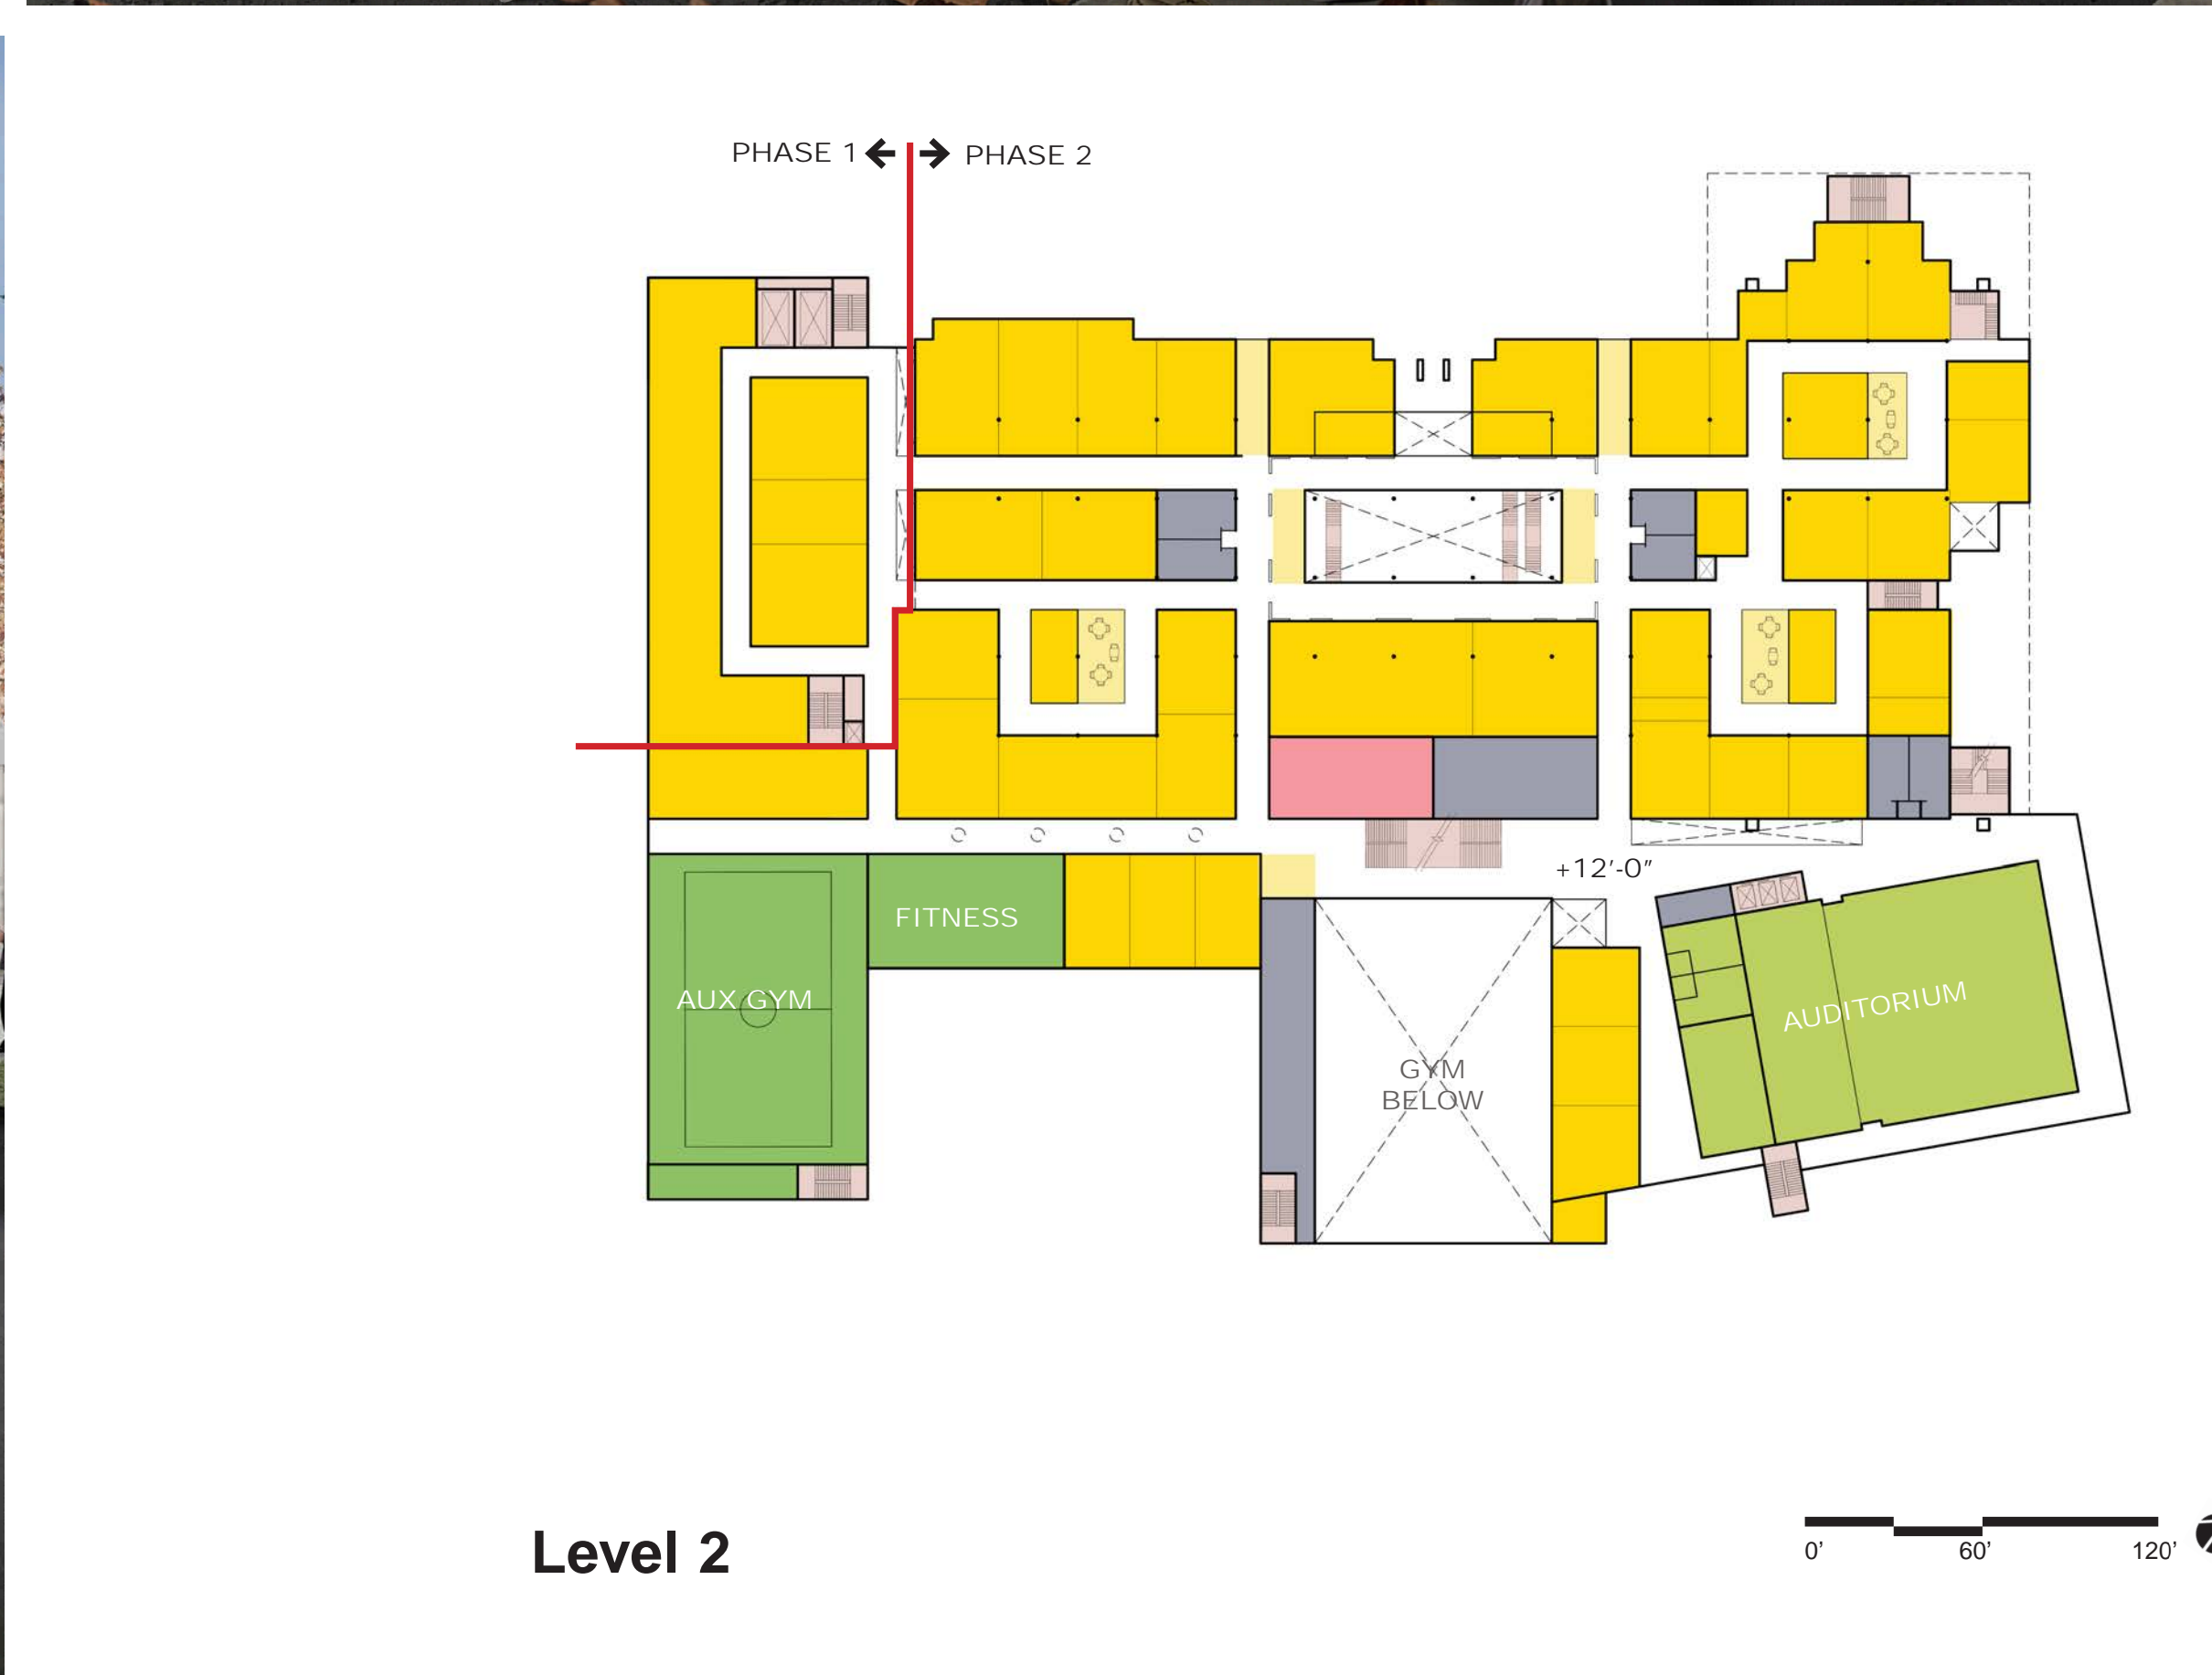 PHASE 1
PHASE 2
+12'-0"
FITNESS
AUX GYM
AUDITORIUM
GYM
BELOW
Level 2
0'
60'
120'